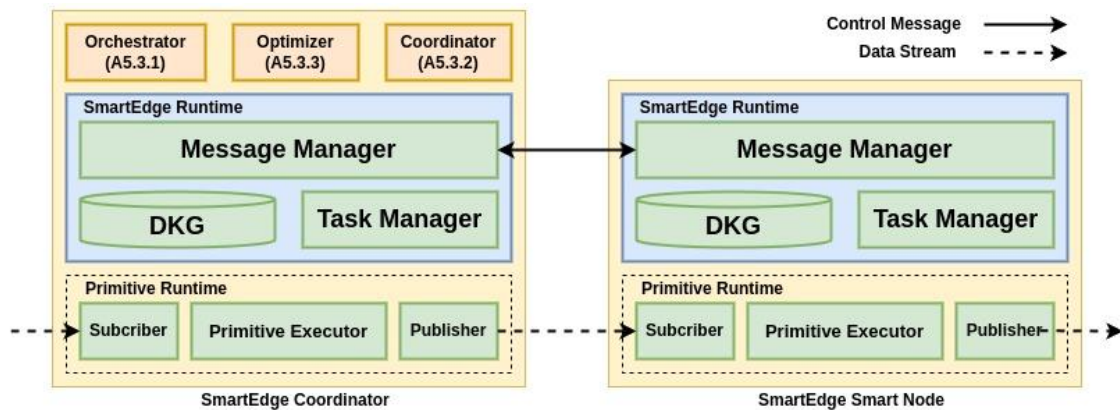 Orchestrator
(A5.3.1)
Optimizer
(A5.3.3)
Coordinator
(A5.3.2)
Control Message
Data Stream
SmartEdge Runtime
Message Manager
DKG
Task Manager
Primitive Runtime
Subcriber
Primitive Executor
Publisher
SmartEdge Coordinator
SmartEdge Runtime
Message Manager
DKG
Task Manager
Primitive Runtime
Subcriber
Primitive Executor
Publisher
SmartEdge Smart Node